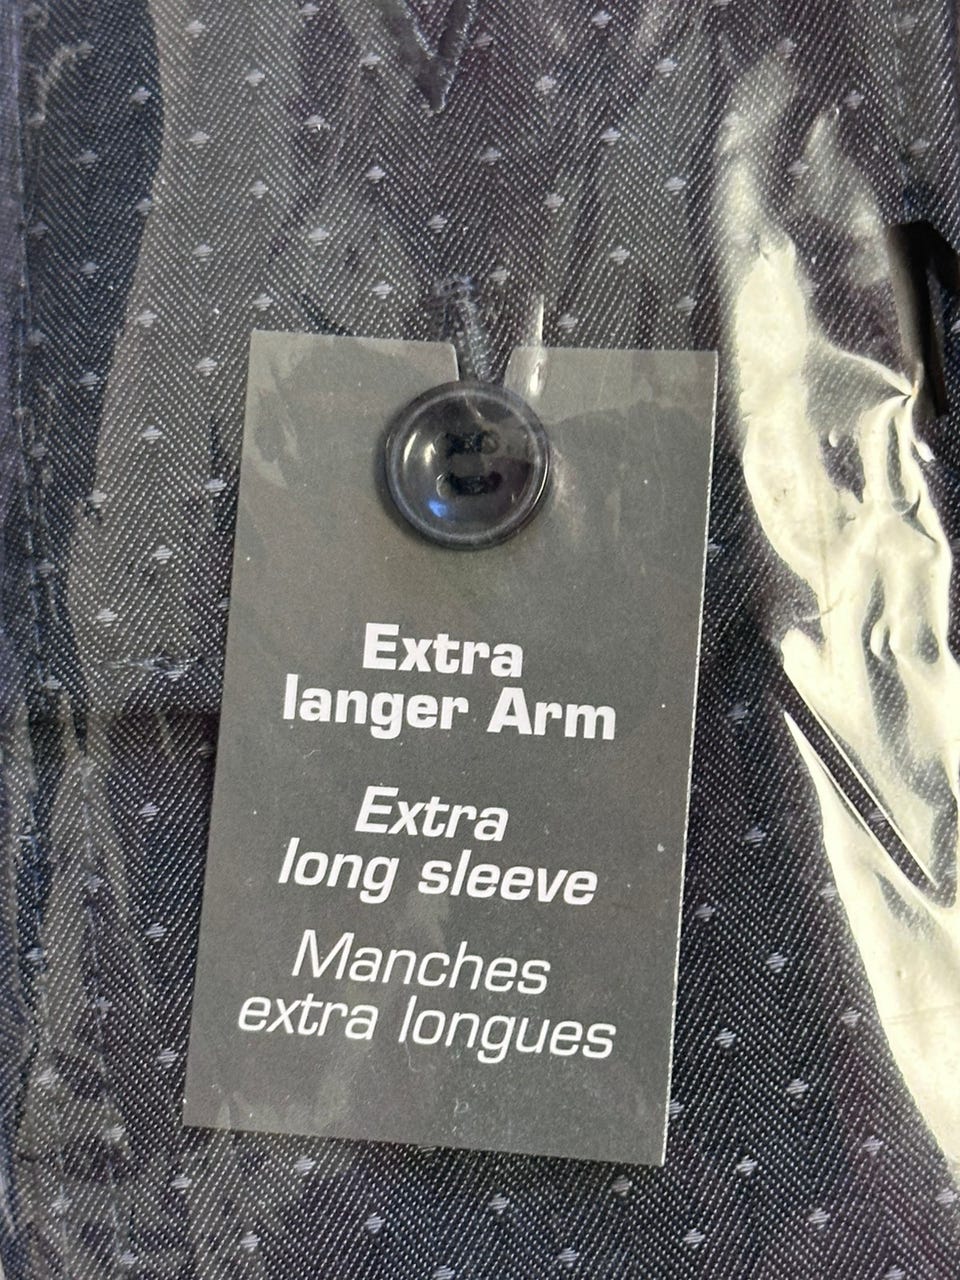 Extra
langer Arm
Extra
long sleeve
Manches
extra longues